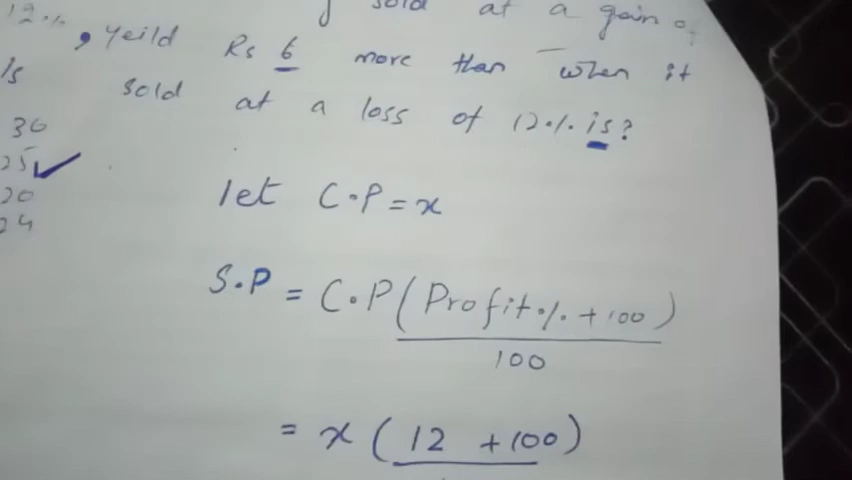 sold at a gain of
12%, yeild Rs 6 more than when it
Is sold at a loss of 12% is?
30
25
20
24
let C.P = x
S.P = C.P (Profit% + 100)
100
= x (12 + 100)